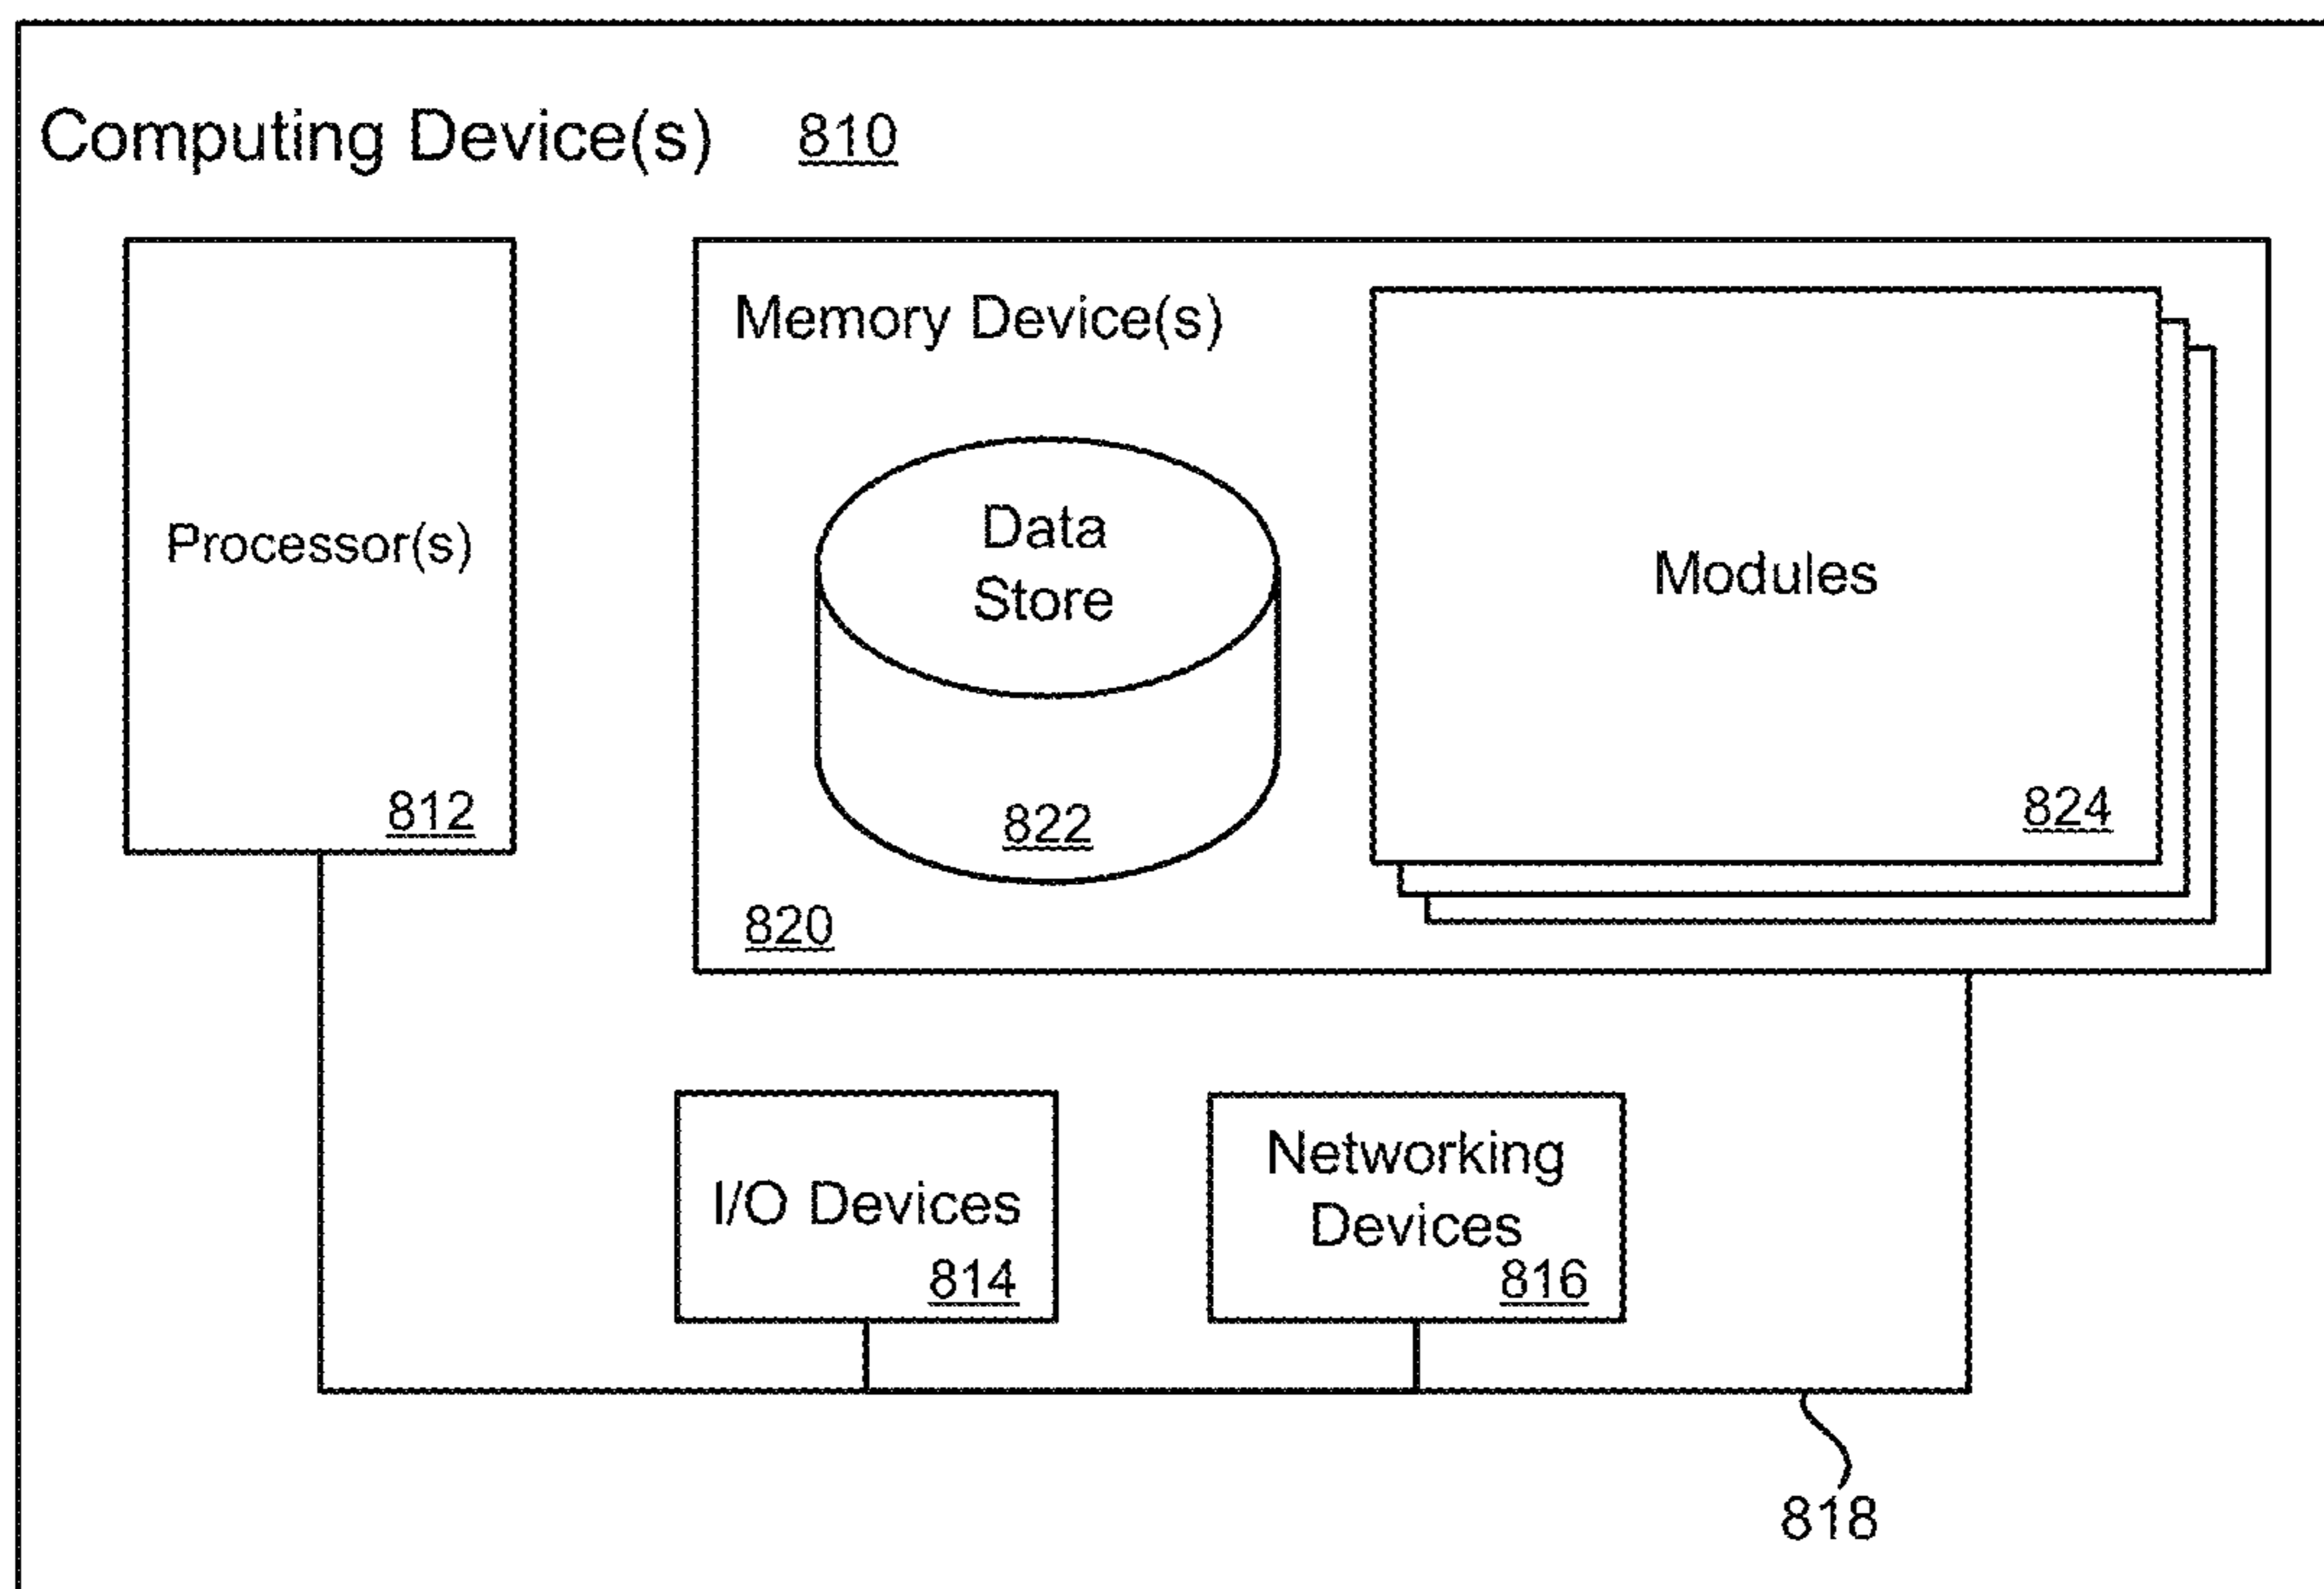 Computing Device(s) 810
Processor(s)
812
Memory Device(s)
Data
Store
822
820
Modules
824
I/O Devices
814
Networking
Devices
816
818